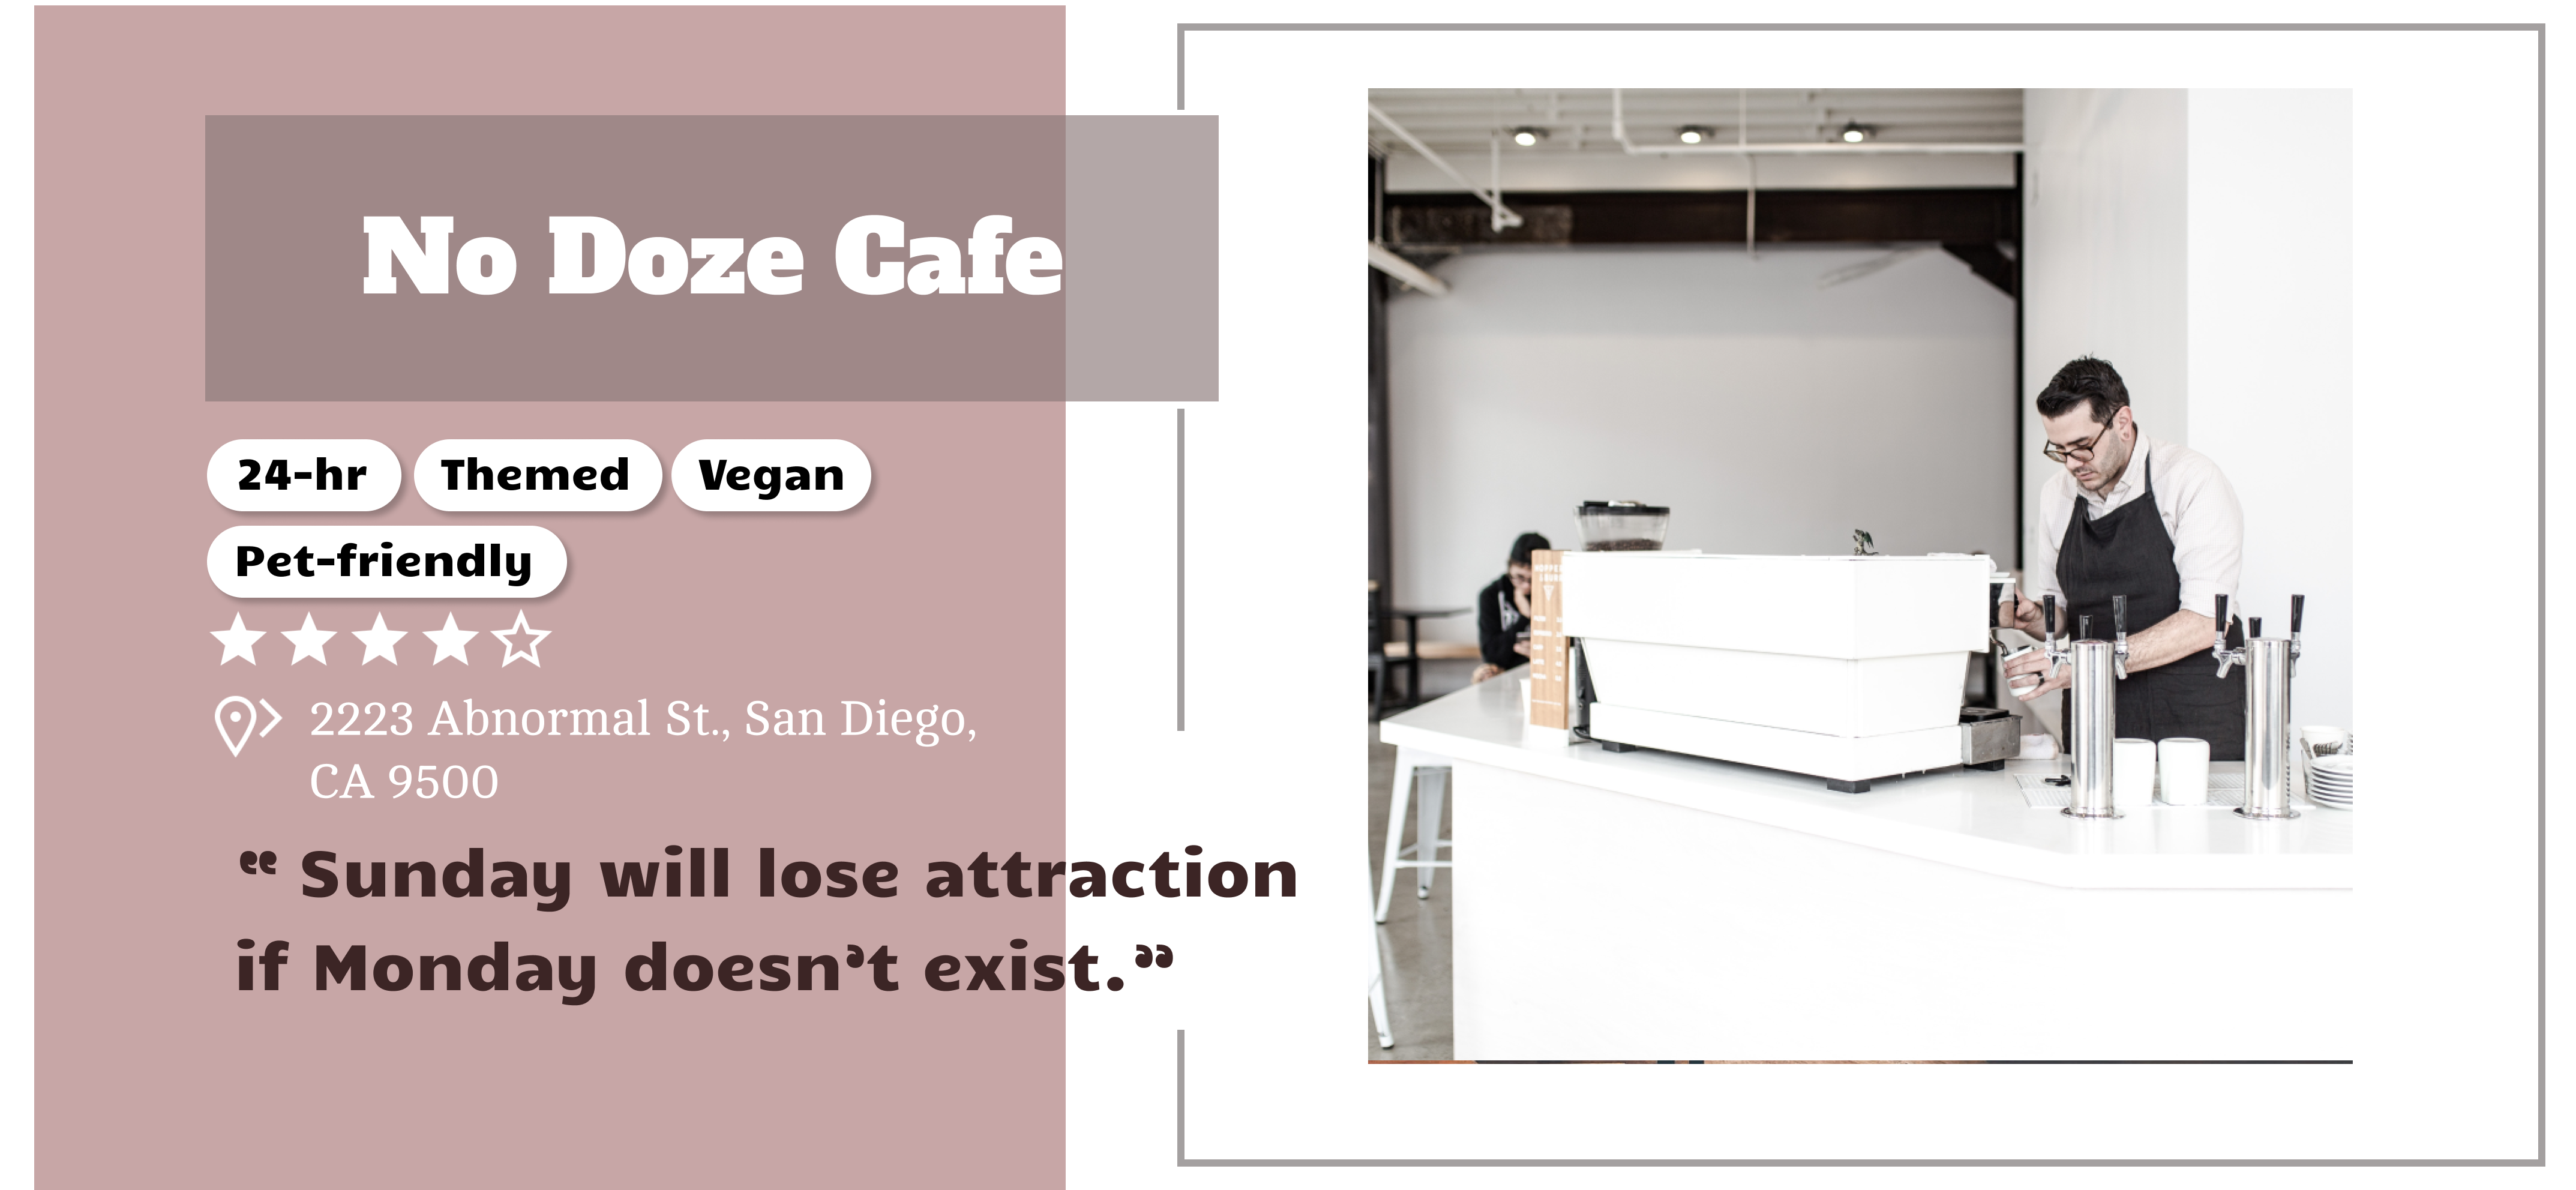 No Doze Cafe
24-hr Themed Vegan
Pet-friendly
2223 Abnormal St., San Diego,
CA 9500
“ Sunday will lose attraction
if Monday doesn’t exist.”